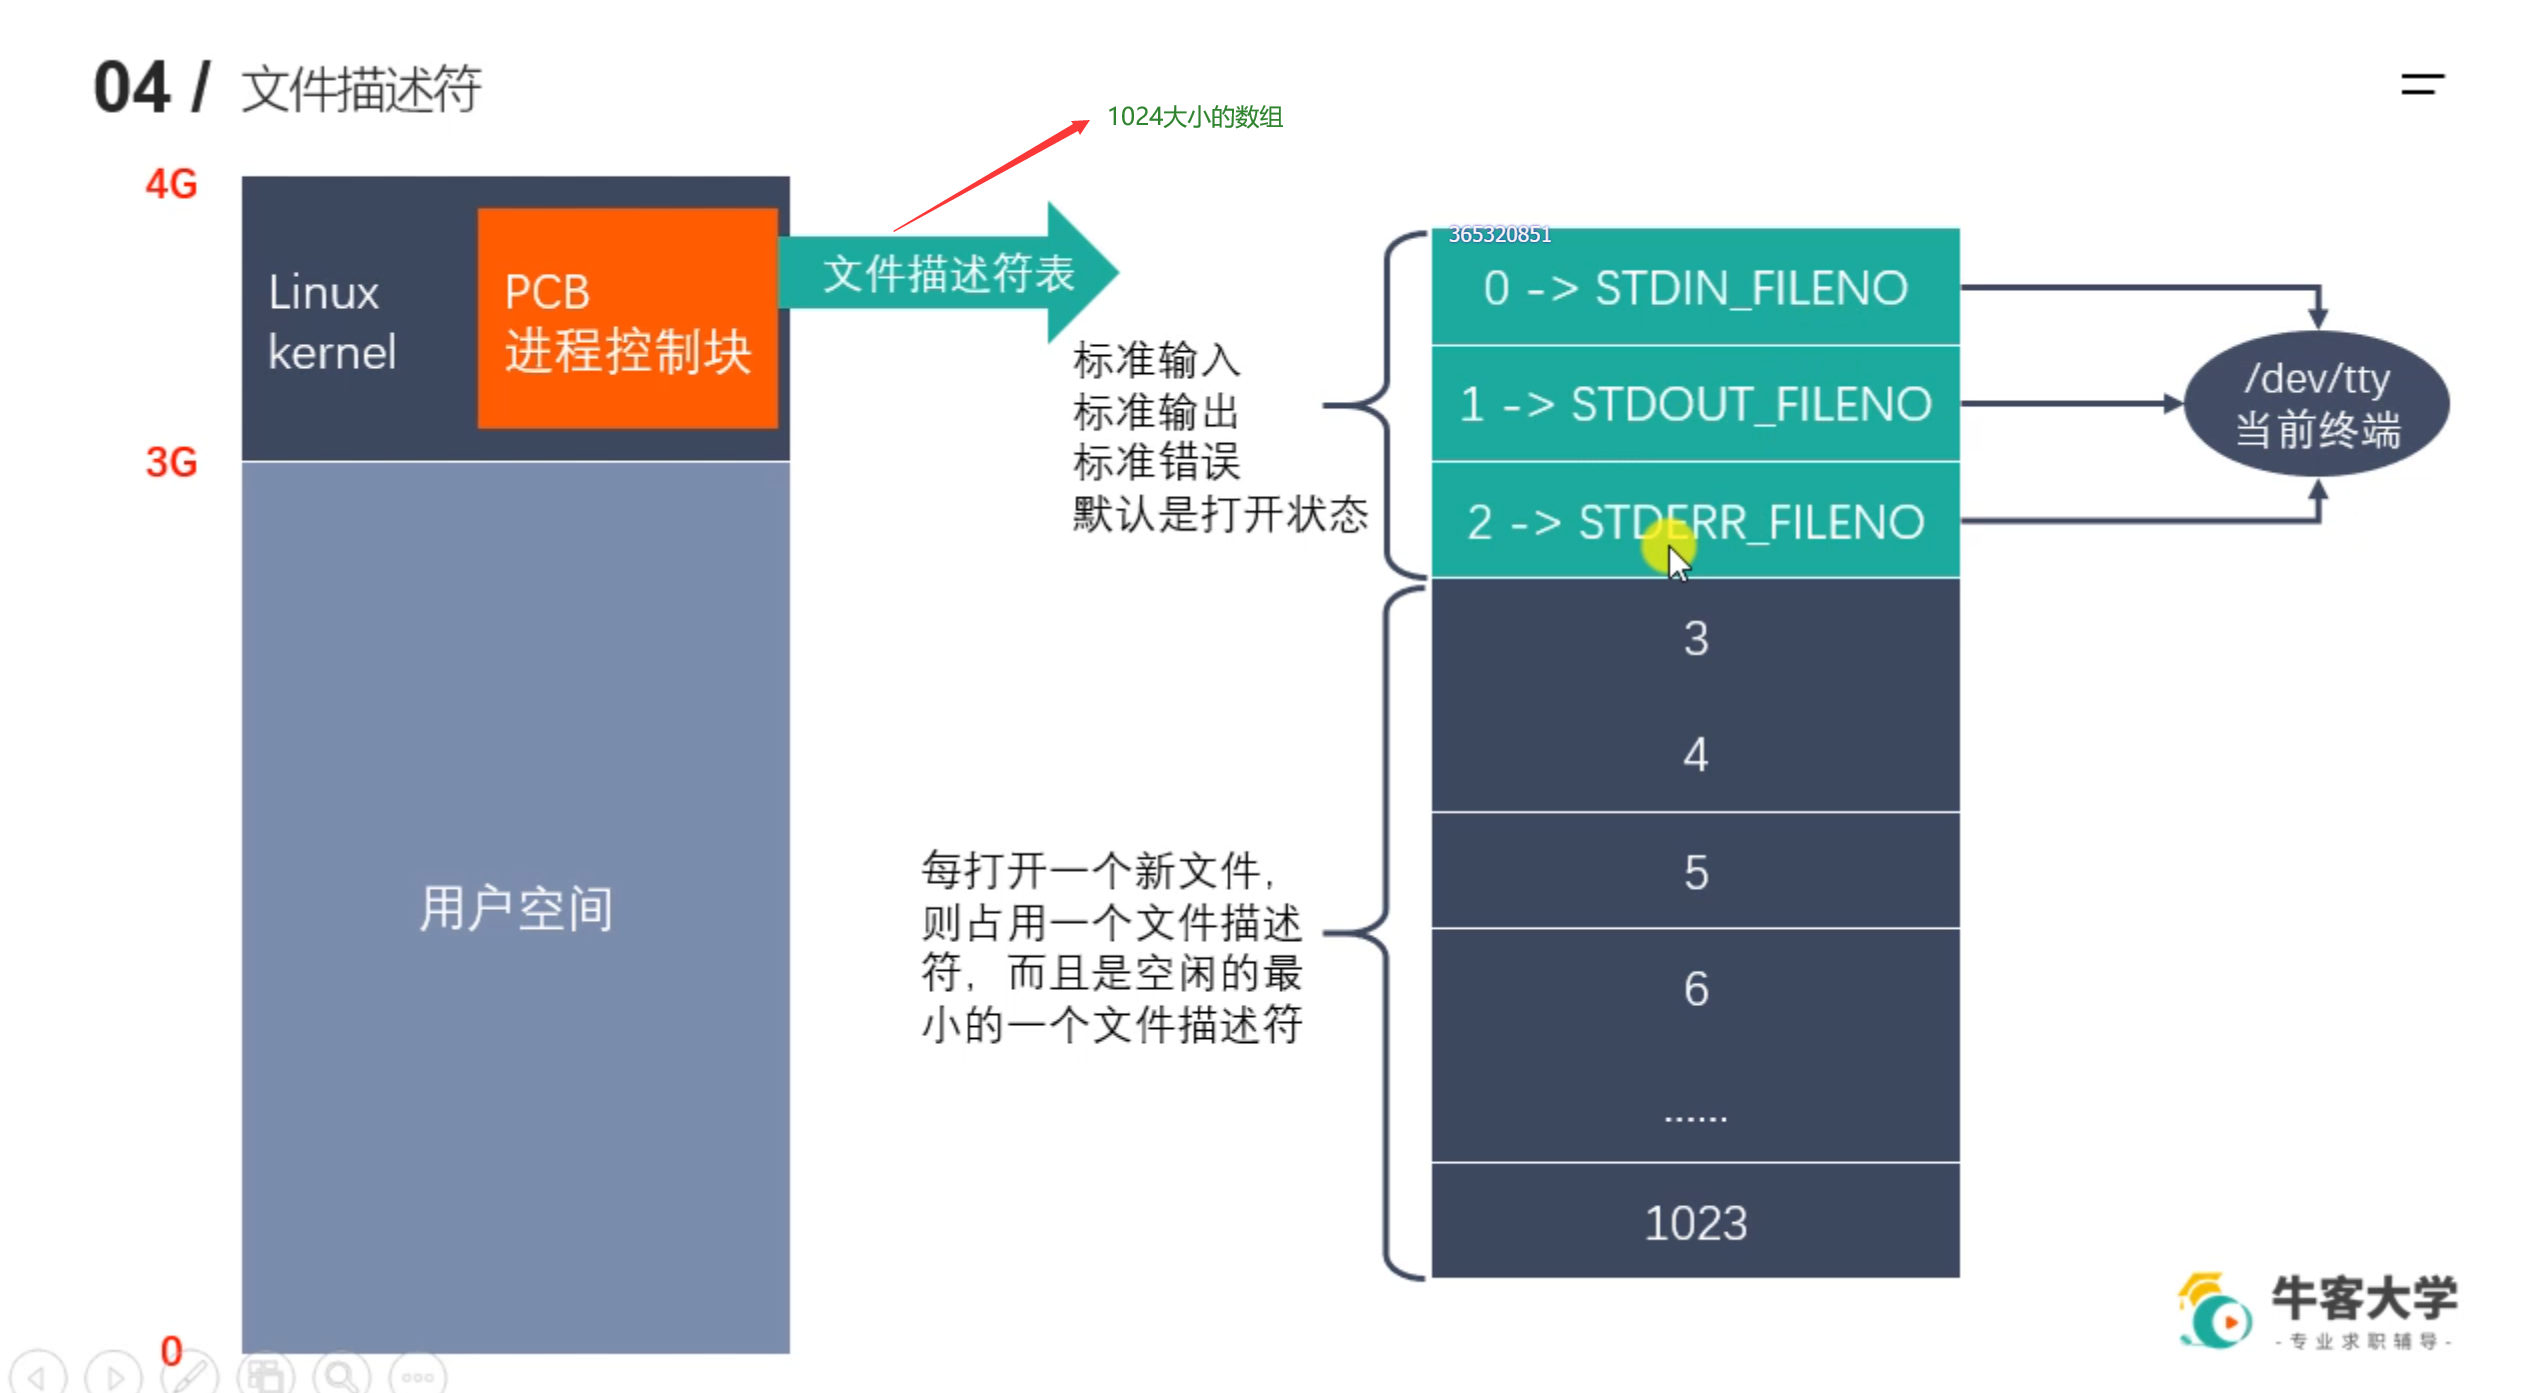 04 / 文件描述符
1024大小的数组
4G
Linux
kernel
PCB
进程控制块
文件描述符表
3G
用户空间
0
标准输入
标准输出
标准错误
默认是打开状态
每打开一个新文件，
则占用一个文件描述
符，而且是空闲的最
小的一个文件描述符
365320851
0 -> STDIN_FILENO
1 -> STDOUT_FILENO
2 -> STDERR_FILENO
3
4
5
6
......
1023
/dev/tty
当前终端
牛客大学
- 专业求职辅导 -